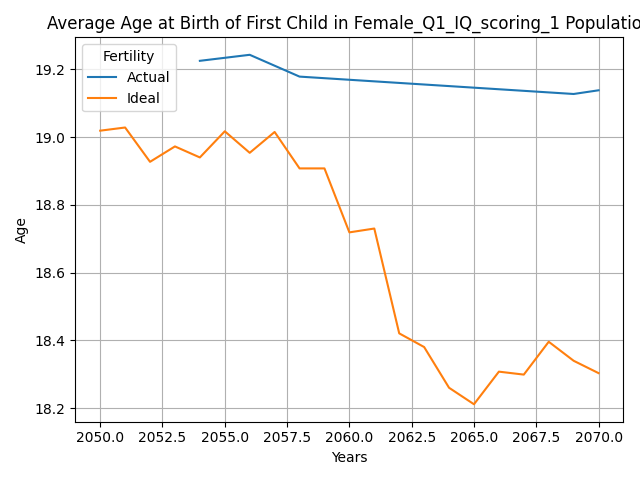 Average Age at Birth of First Child in Female_Q1_IQ_scoring_1 Populatio
Fertility
Actual
Ideal
19.2
19.0
18.8
18.6
18.4
18.2
Age
2050.0 2052.5 2055.0 2057.5 2060.0 2062.5 2065.0 2067.5 2070.0
Years